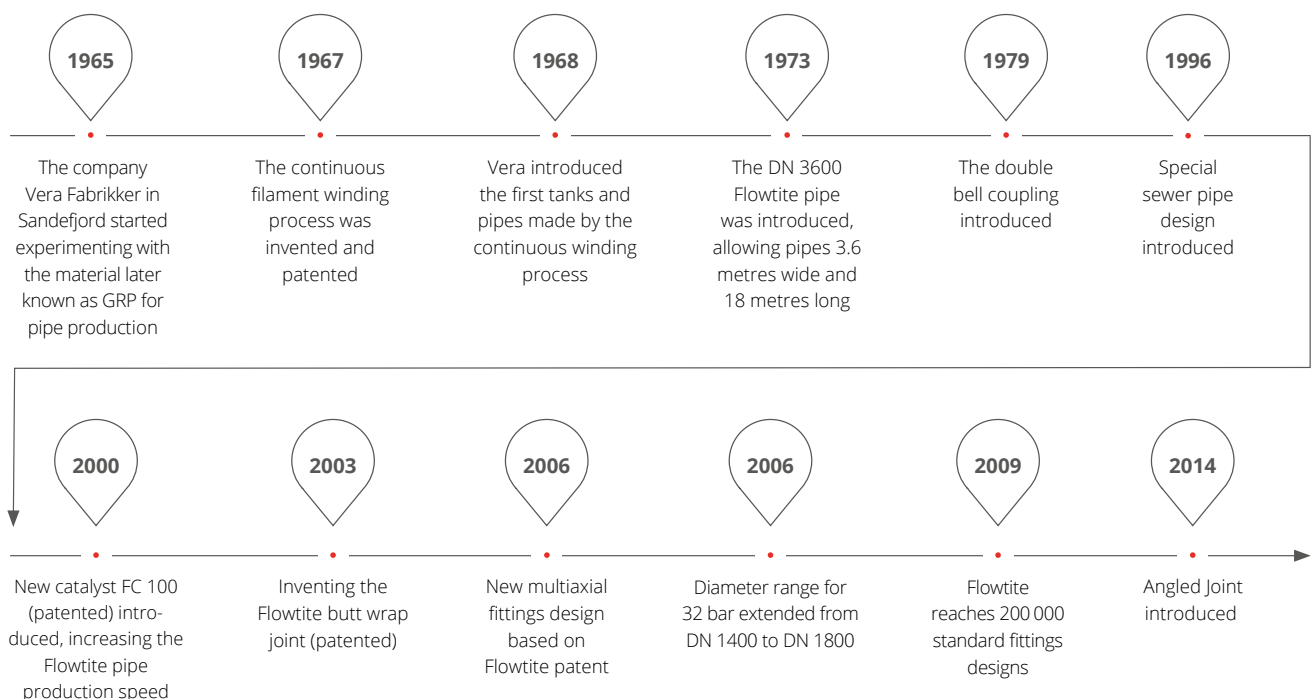 1965
1967
1968
1973
1979
1996
The company
Vera Fabrikker in
Sandefjord started
experimenting with
the material later
known as GRP for
pipe production
The continuous
filament winding
process was
invented and
patented
Vera introduced
the first tanks and
pipes made by the
continuous winding
process
The DN 3600
Flowtite pipe
was introduced,
allowing pipes 3.6
metres wide and
18 metres long
The double
bell coupling
introduced
Special
sewer pipe
design
introduced
2000
2003
2006
2006
2009
2014
New catalyst FC 100
(patented) intro-
duced, increasing the
Flowtite pipe
production speed
Inventing the
Flowtite butt wrap
joint (patented)
New multiaxial
fittings design
based on
Flowtite patent
Diameter range for
32 bar extended from
DN 1400 to DN 1800
Flowtite
reaches 200 000
standard fittings
designs
Angled Joint
introduced